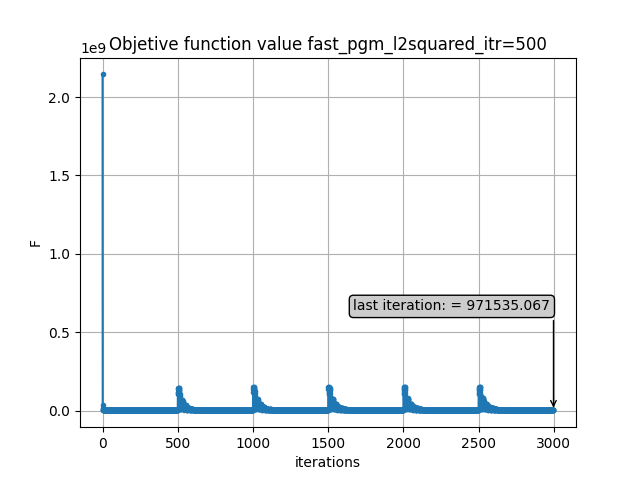 1e9
Objetive function value fast_pgm_l2squared_itr=500
2.0
1.5
1.0
0.5
0.0
F
last iteration: = 971535.067
0
500
1000
1500
2000
2500
3000
iterations